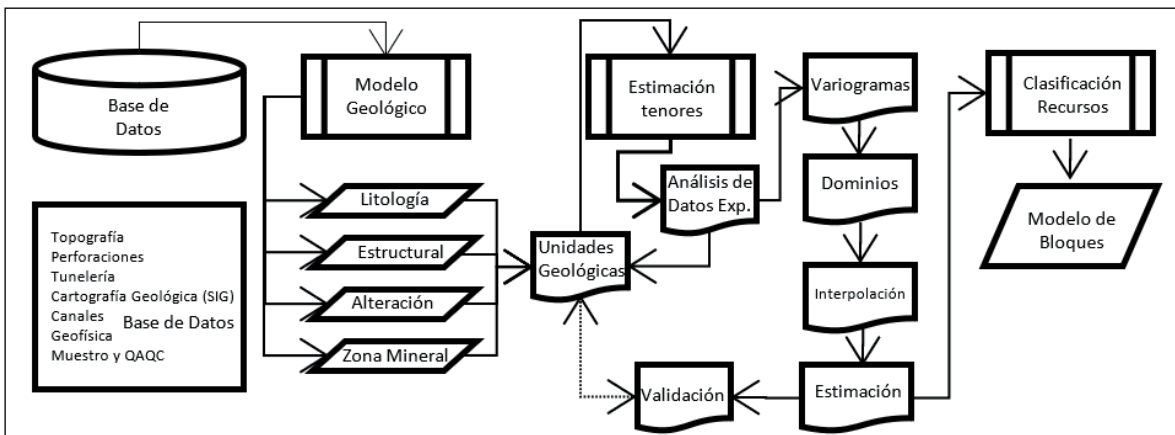 Base de
Datos
Modelo
Geológico
Estimación
tenores
Variogramas
Clasificación
Recursos
Litología
Estructural
Alteración
Zona Mineral
Unidades
Geológicas
Análisis de
Datos Exp.
Dominios
Interpolación
Estimación
Validación
Modelo de
Bloques
Topografía
Perforaciones
Tunelería
Cartografía Geológica (SIG)
Canales
Base de Datos
Geofísica
Muestro y QAQC